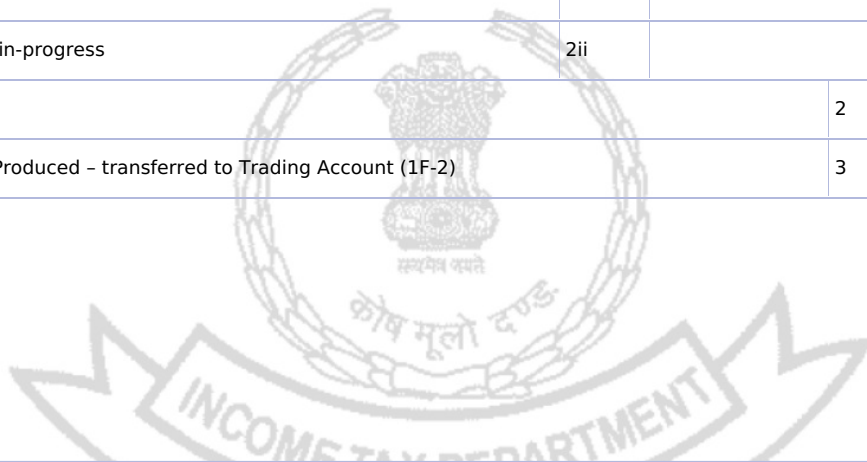 in-progress 2ii
2
Produced – transferred to Trading Account (1F-2) 3
सत्यमेव जयते
कोष मूलो दण्ड:
INCOME TAX DEPARTMENT